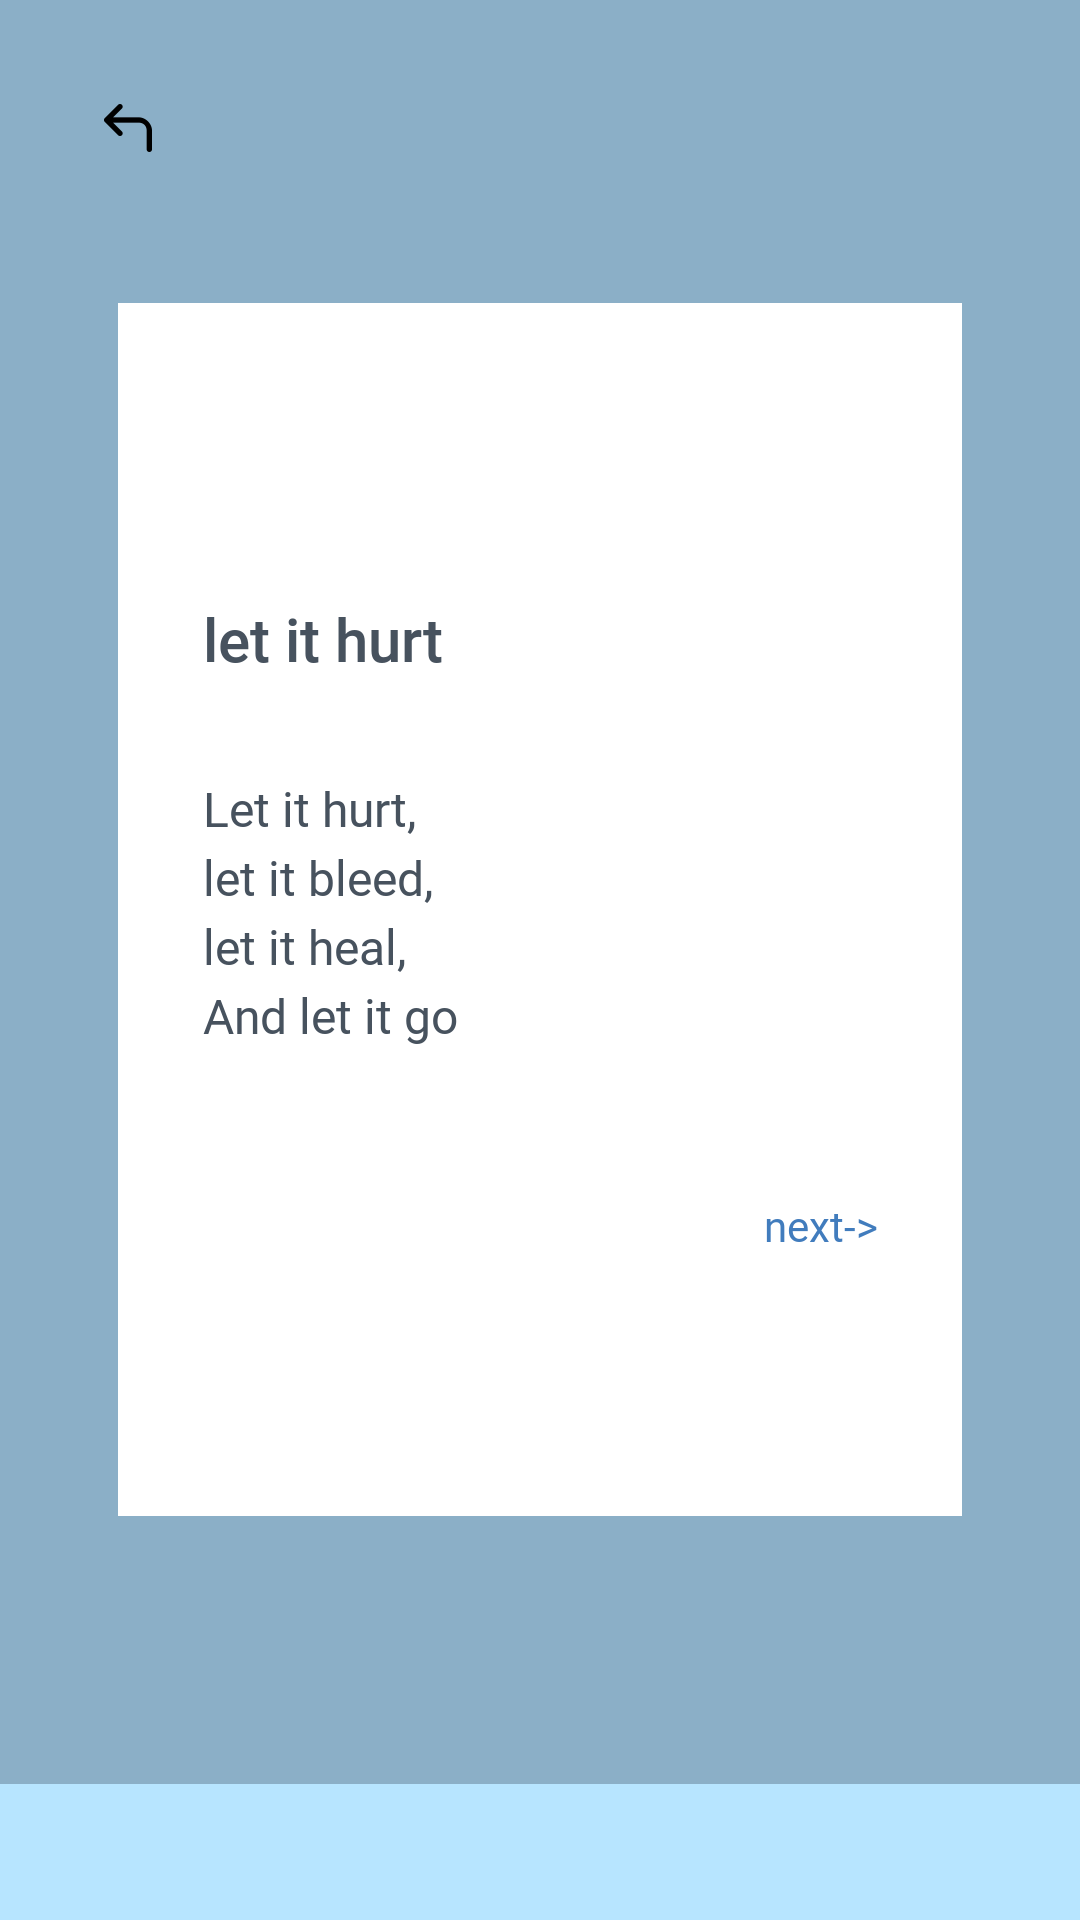 let it hurt
Let it hurt,
let it bleed,
let it heal,
And let it go
next->